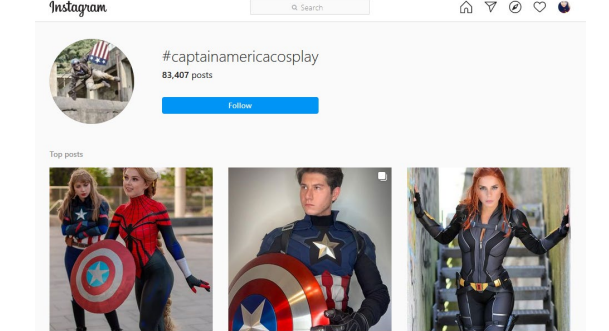 Instagram
Search
#captainamericacosplay
83,407 posts
Follow
Top posts